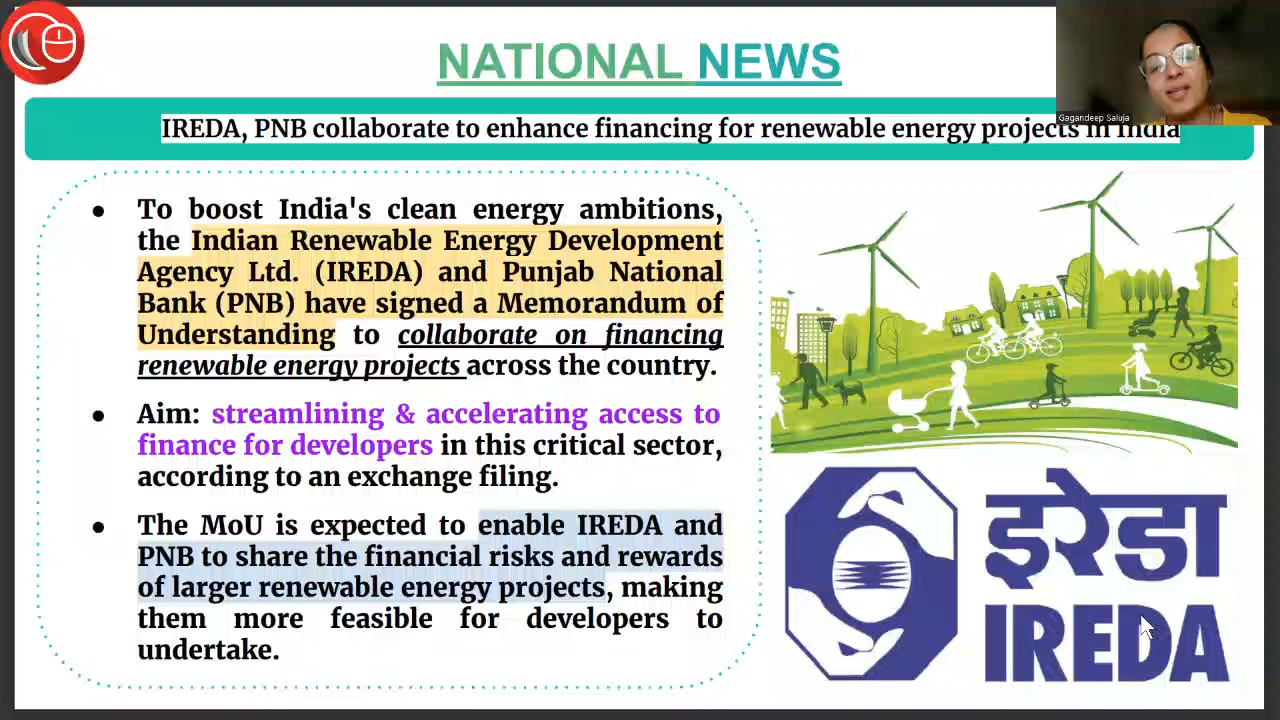 NATIONAL NEWS
Gagandeep Saluja
IREDA, PNB collaborate to enhance financing for renewable energy projects in India
To boost India's clean energy ambitions,
the Indian Renewable Energy Development
Agency Ltd. (IREDA) and Punjab National
Bank (PNB) have signed a Memorandum of
Understanding to collaborate on financing
renewable energy projects across the country.
Aim: streamlining & accelerating access to
finance for developers in this critical sector,
according to an exchange filing.
The MoU is expected to enable IREDA and
PNB to share the financial risks and rewards
of larger renewable energy projects, making
them more feasible for developers to
undertake.
इरेडा
IREDA